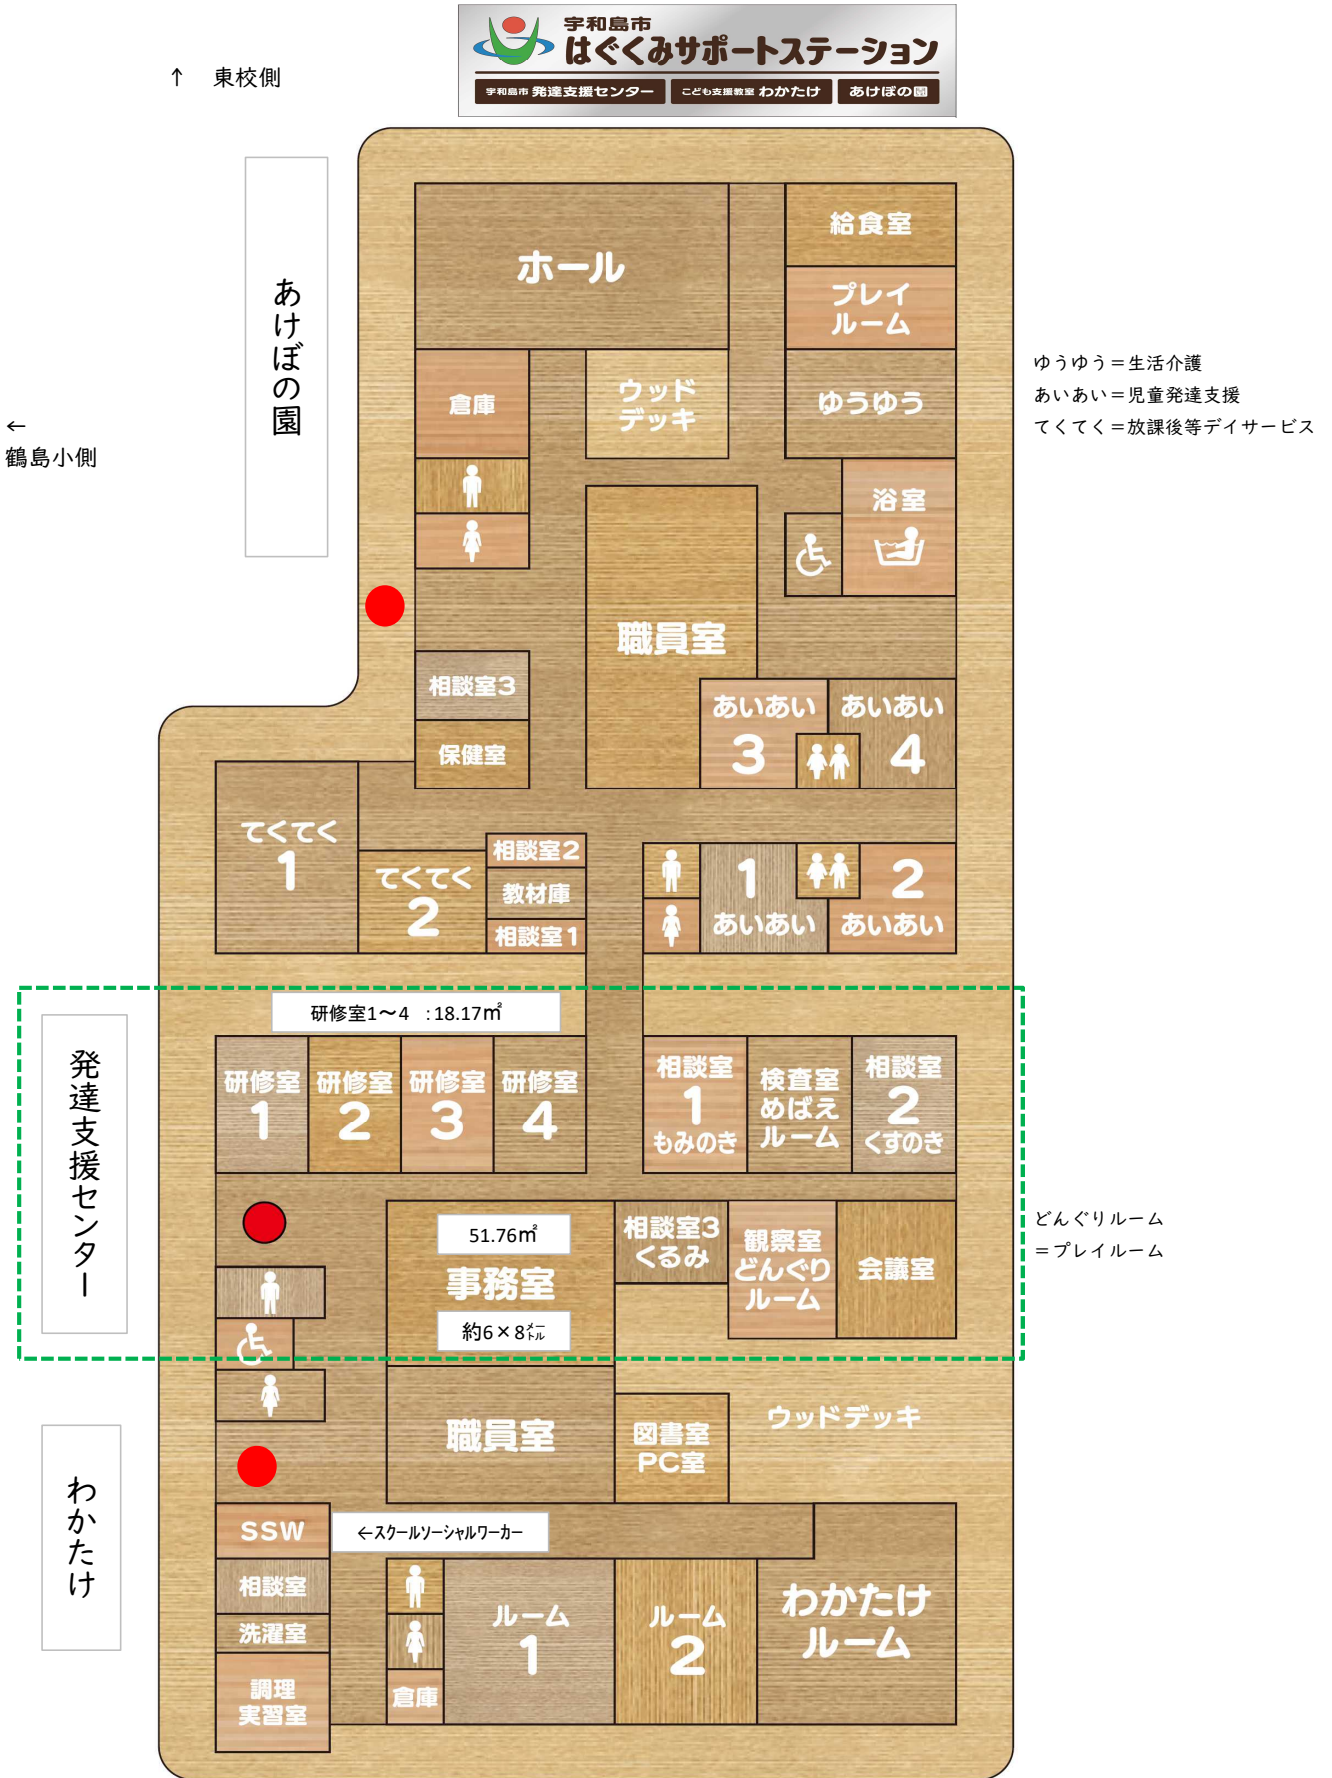 宇和島市
はぐくみサポートステーション
宇和島市 発達支援センター
こども支援教室 わかたけ
あけぼの園
↑ 東校側
あけぼの園
←
鶴島小側
ホール
給食室
プレイ
ルーム
倉庫
ウッド
デッキ
ゆうゆう
ゆうゆう＝生活介護
あいあい＝児童発達支援
てくてく＝放課後等デイサービス
浴室
職員室
相談室3
保健室
あいあい
3
あいあい
4
てくてく
1
てくてく
2
相談室2
教材庫
相談室1
1
あいあい
2
あいあい
発達支援センター
研修室1～4 ：18.17㎡
研修室
1
研修室
2
研修室
3
研修室
4
相談室
1
もみのき
検査室
めばえ
ルーム
相談室
2
くすのき
51.76㎡
事務室
約6×8㍍
相談室3
くるみ
観察室
どんぐり
ルーム
会議室
どんぐりルーム
＝プレイルーム
わかたけ
職員室
図書室
PC室
ウッドデッキ
SSW
←スクールソーシャルワーカー
相談室
洗濯室
調理
実習室
倉庫
ルーム
1
ルーム
2
わかたけ
ルーム